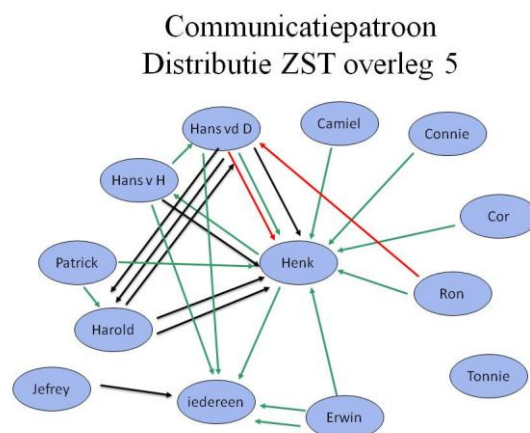 Communicatiepatroon
Distributie ZST overleg 5
Hans vd D
Camiel
Connie
Hans v H
Cor
Patrick
Henk
Ron
Harold
Tonnie
Jefrey
iedereen
Erwin